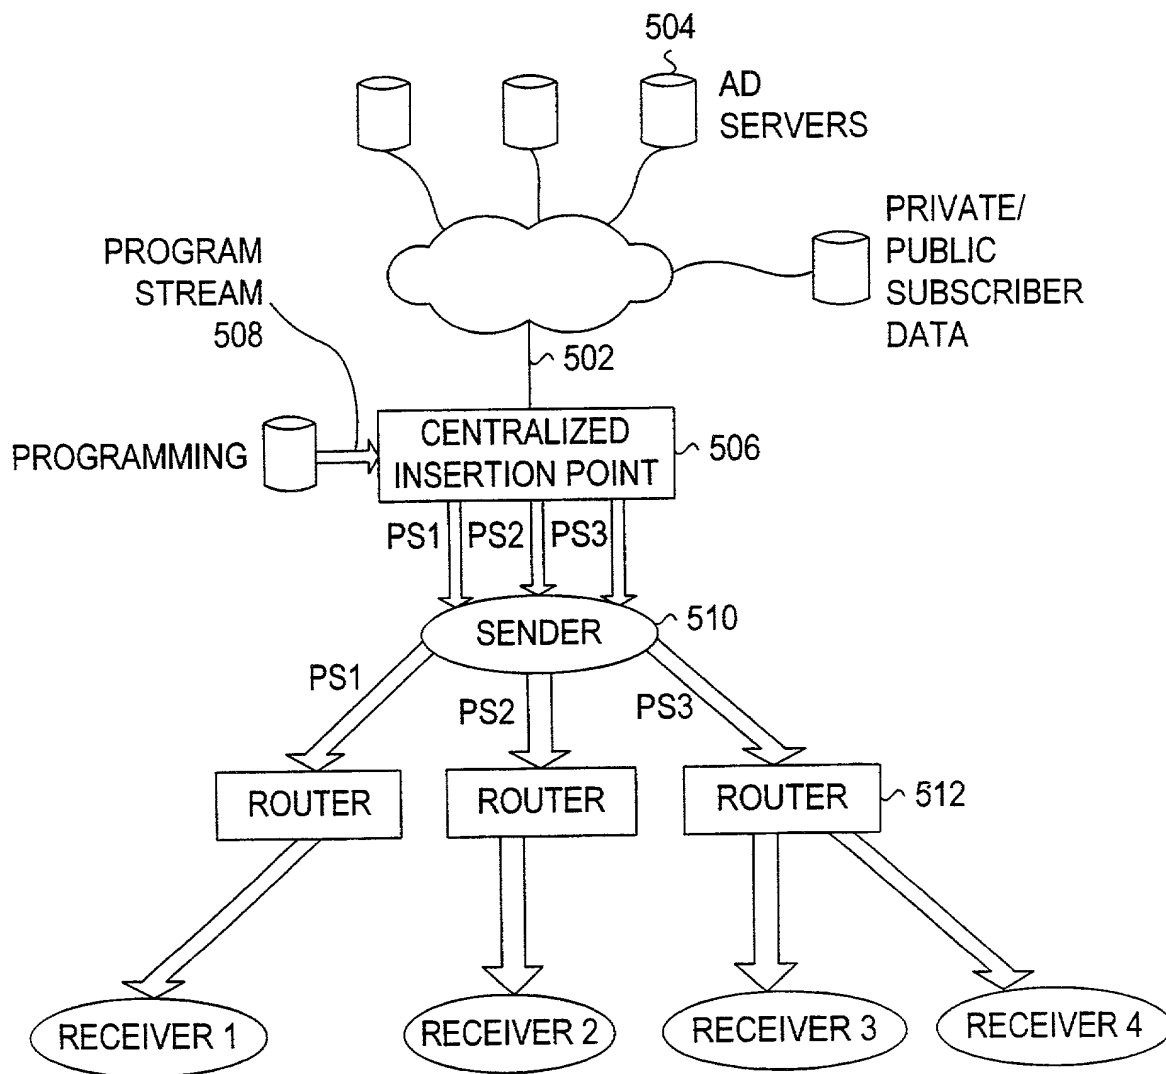 504
AD
SERVERS
PRIVATE/
PUBLIC
SUBSCRIBER
DATA
PROGRAM
STREAM
508
502
PROGRAMMING
CENTRALIZED
INSERTION POINT
506
PS1
PS2
PS3
SENDER
510
PS1
PS2
PS3
ROUTER
ROUTER
ROUTER
512
RECEIVER 1
RECEIVER 2
RECEIVER 3
RECEIVER 4